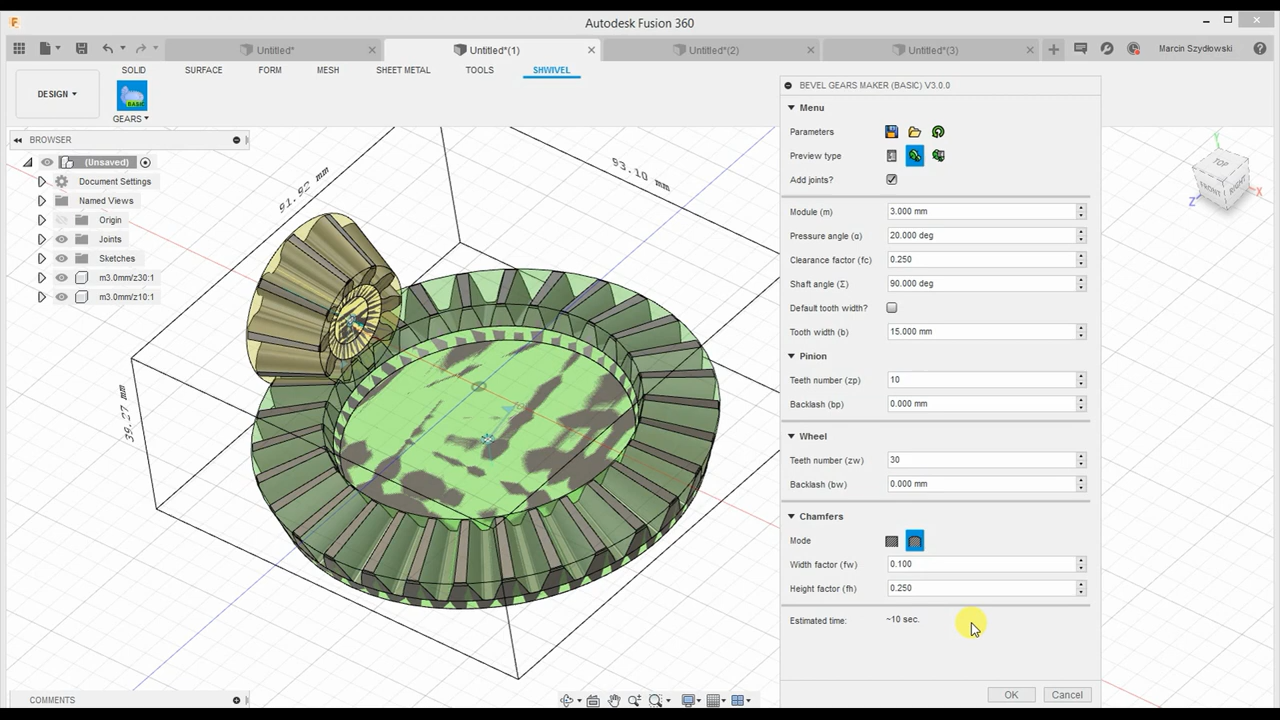 Autodesk Fusion 360
Untitled*
Untitled*(1)
Untitled*(2)
Untitled*(3)
Marcin Szydłowski
SOLID
SURFACE
FORM
MESH
SHEET METAL
TOOLS
SHWIVEL
DESIGN
BASIC
GEARS
BROWSER
(Unsaved)
Document Settings
Named Views
Origin
Joints
Sketches
m3.0mm/z30:1
m3.0mm/z10:1
91.92 mm
93.10 mm
39.27 mm
TOP
FRONT
RIGHT
Y
X
Z
BEVEL GEARS MAKER (BASIC) V3.0.0
Menu
Parameters
Preview type
Add joints?
Module (m) 3.000 mm
Pressure angle (α) 20.000 deg
Clearance factor (fc) 0.250
Shaft angle (Σ) 90.000 deg
Default tooth width?
Tooth width (b) 15.000 mm
Pinion
Teeth number (zp) 10
Backlash (bp) 0.000 mm
Wheel
Teeth number (zw) 30
Backlash (bw) 0.000 mm
Chamfers
Mode
Width factor (fw) 0.100
Height factor (fh) 0.250
Estimated time: ~10 sec.
OK Cancel
COMMENTS